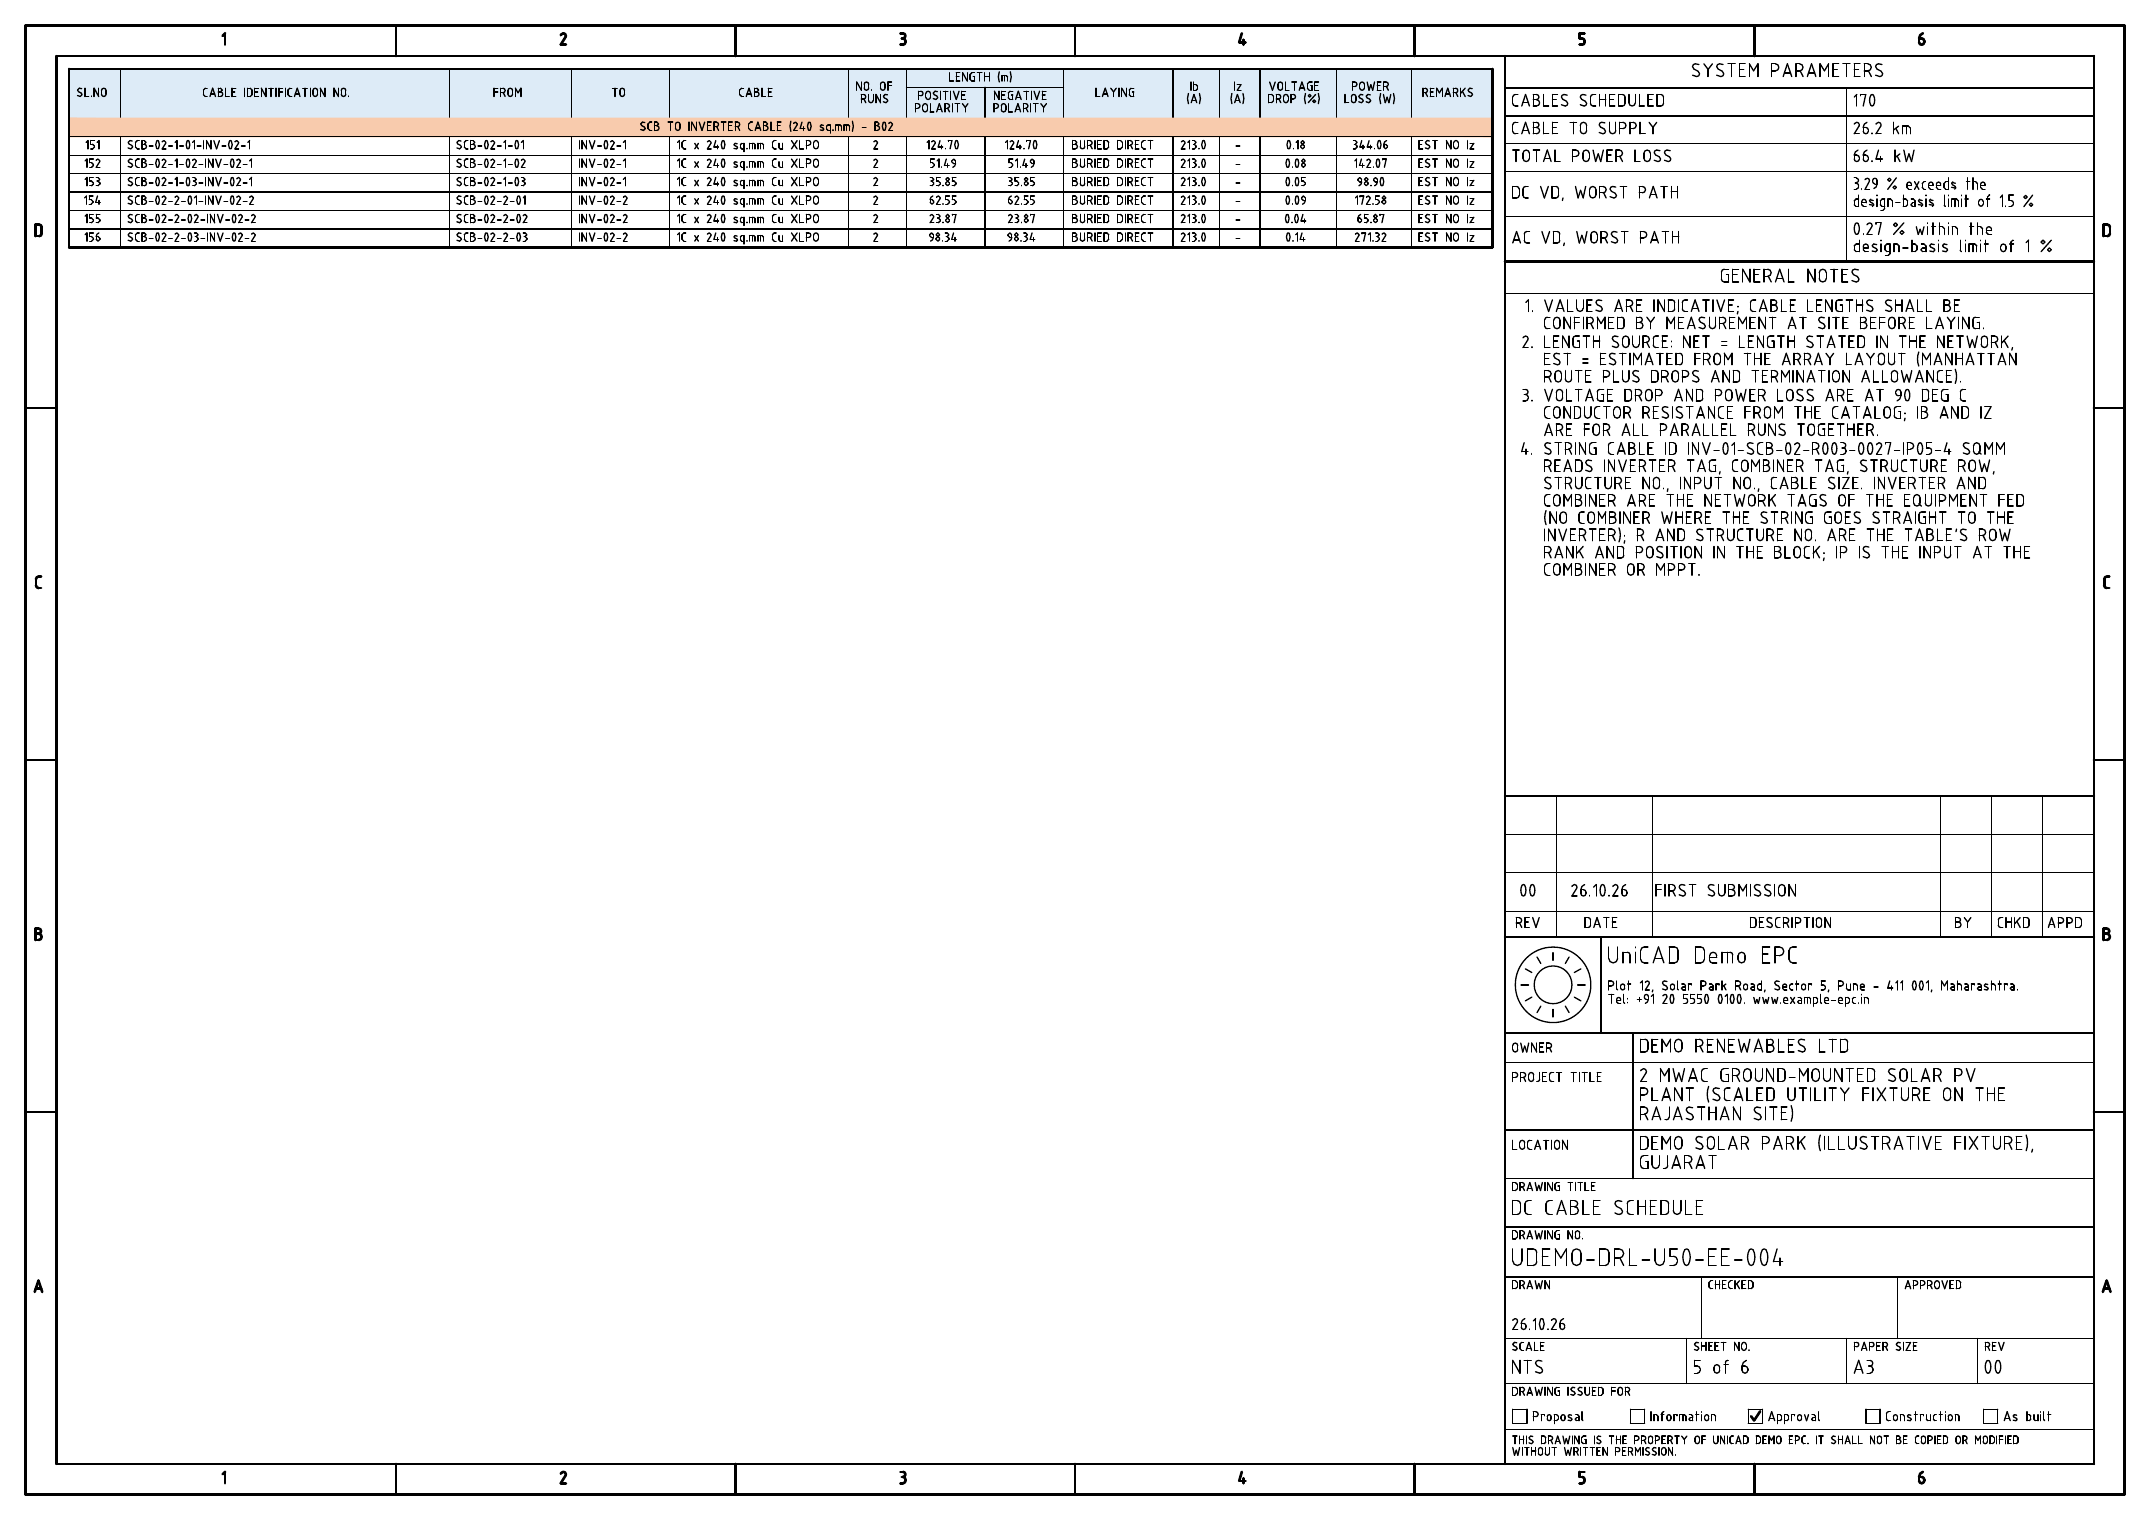 1 2 3 4 5 6
SL.NO CABLE IDENTIFICATION NO. FROM TO CABLE NO. OF RUNS LENGTH (m) POSITIVE POLARITY NEGATIVE POLARITY LAYING Ib (A) Iz (A) VOLTAGE DROP (%) POWER LOSS (W) REMARKS
SCB TO INVERTER CABLE (240 sq.mm) - B02
151 SCB-02-1-01-INV-02-1 SCB-02-1-01 INV-02-1 1C x 240 sq.mm Cu XLPO 2 124.70 124.70 BURIED DIRECT 213.0 - 0.18 344.06 EST NO Iz
152 SCB-02-1-02-INV-02-1 SCB-02-1-02 INV-02-1 1C x 240 sq.mm Cu XLPO 2 51.49 51.49 BURIED DIRECT 213.0 - 0.08 142.07 EST NO Iz
153 SCB-02-1-03-INV-02-1 SCB-02-1-03 INV-02-1 1C x 240 sq.mm Cu XLPO 2 35.85 35.85 BURIED DIRECT 213.0 - 0.05 98.90 EST NO Iz
154 SCB-02-2-01-INV-02-2 SCB-02-2-01 INV-02-2 1C x 240 sq.mm Cu XLPO 2 62.55 62.55 BURIED DIRECT 213.0 - 0.09 172.58 EST NO Iz
155 SCB-02-2-02-INV-02-2 SCB-02-2-02 INV-02-2 1C x 240 sq.mm Cu XLPO 2 23.87 23.87 BURIED DIRECT 213.0 - 0.04 65.87 EST NO Iz
156 SCB-02-2-03-INV-02-2 SCB-02-2-03 INV-02-2 1C x 240 sq.mm Cu XLPO 2 98.34 98.34 BURIED DIRECT 213.0 - 0.14 271.32 EST NO Iz
SYSTEM PARAMETERS
CABLES SCHEDULED 170
CABLE TO SUPPLY 26.2 km
TOTAL POWER LOSS 66.4 kW
DC VD, WORST PATH 3.29 % exceeds the
design-basis limit of 1.5 %
AC VD, WORST PATH 0.27 % within the
design-basis limit of 1 %
GENERAL NOTES
1. VALUES ARE INDICATIVE; CABLE LENGTHS SHALL BE
CONFIRMED BY MEASUREMENT AT SITE BEFORE LAYING.
2. LENGTH SOURCE: NET = LENGTH STATED IN THE NETWORK,
EST = ESTIMATED FROM THE ARRAY LAYOUT (MANHATTAN
ROUTE PLUS DROPS AND TERMINATION ALLOWANCE).
3. VOLTAGE DROP AND POWER LOSS ARE AT 90 DEG C
CONDUCTOR RESISTANCE FROM THE CATALOG; IB AND IZ
ARE FOR ALL PARALLEL RUNS TOGETHER.
4. STRING CABLE ID INV-01-SCB-02-R003-0027-IP05-4 SQMM
READS INVERTER TAG, COMBINER TAG, STRUCTURE ROW,
STRUCTURE NO., INPUT NO., CABLE SIZE. INVERTER AND
COMBINER ARE THE NETWORK TAGS OF THE EQUIPMENT FED
(NO COMBINER WHERE THE STRING GOES STRAIGHT TO THE
INVERTER); R AND STRUCTURE NO. ARE THE TABLE'S ROW
RANK AND POSITION IN THE BLOCK; IP IS THE INPUT AT THE
COMBINER OR MPPT.
00 26.10.26 FIRST SUBMISSION
REV DATE DESCRIPTION BY CHKD APPD
UniCAD Demo EPC
Plot 12, Solar Park Road, Sector 5, Pune - 411 001, Maharashtra.
Tel: +91 20 5550 0100. www.example-epc.in
OWNER DEMO RENEWABLES LTD
PROJECT TITLE 2 MWAC GROUND-MOUNTED SOLAR PV
PLANT (SCALED UTILITY FIXTURE ON THE
RAJASTHAN SITE)
LOCATION DEMO SOLAR PARK (ILLUSTRATIVE FIXTURE),
GUJARAT
DRAWING TITLE
DC CABLE SCHEDULE
DRAWING NO.
UDEMO-DRL-U50-EE-004
DRAWN CHECKED APPROVED
26.10.26
SCALE SHEET NO. PAPER SIZE REV
NTS 5 of 6 A3 00
DRAWING ISSUED FOR
Proposal Information Approval Construction As built
THIS DRAWING IS THE PROPERTY OF UNICAD DEMO EPC. IT SHALL NOT BE COPIED OR MODIFIED
WITHOUT WRITTEN PERMISSION.
D D
C C
B B
A A
1 2 3 4 5 6